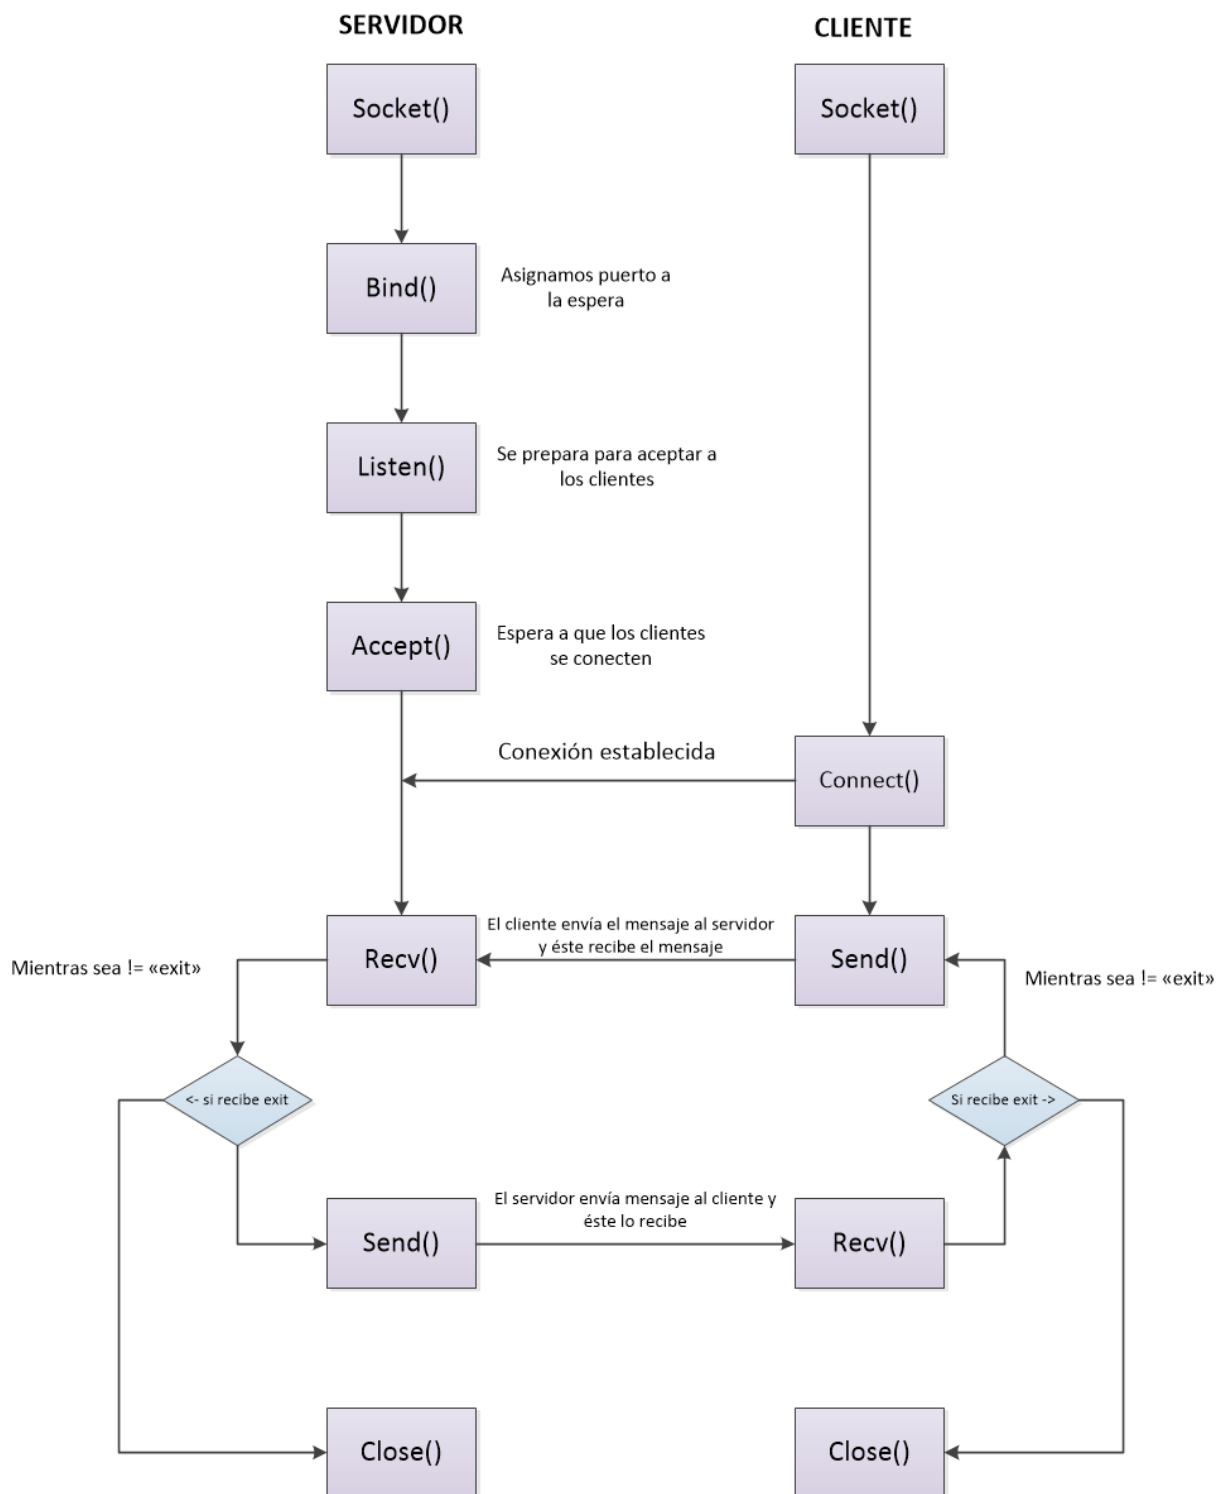 SERVIDOR
CLIENTE
Socket()
Socket()
Bind()
Asignamos puerto a
la espera
Listen()
Se prepara para aceptar a
los clientes
Accept()
Espera a que los clientes
se conecten
Conexión establecida
Connect()
El cliente envía el mensaje al servidor
y éste recibe el mensaje
Recv()
Send()
Mientras sea != «exit»
Mientras sea != «exit»
<- si recibe exit
Si recibe exit ->
El servidor envía mensaje al cliente y
éste lo recibe
Send()
Recv()
Close()
Close()